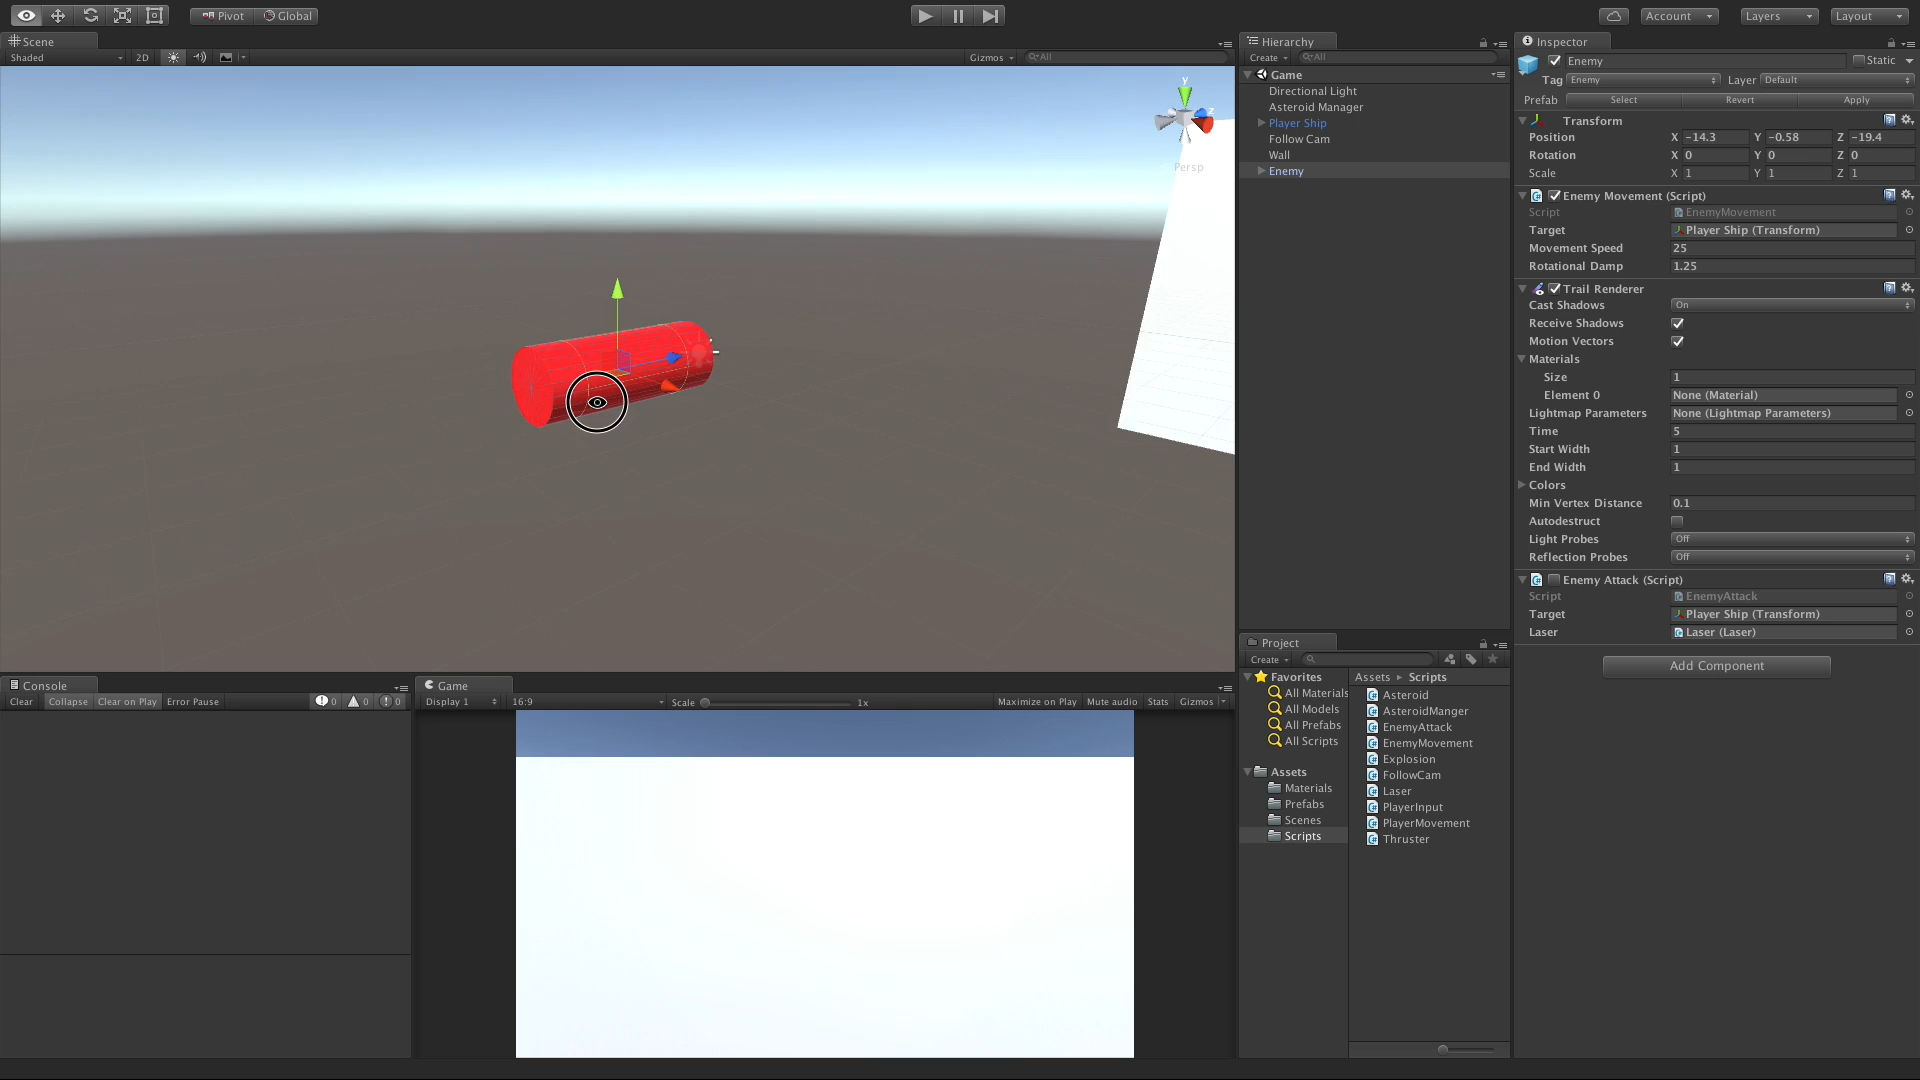 Pivot Global
Account Layers Layout
Scene
Shaded 2D Gizmos All
y
z
Persp
Hierarchy
Create All
Game
Directional Light
Asteroid Manager
Player Ship
Follow Cam
Wall
Enemy
Inspector
Enemy Static
Tag Enemy Layer Default
Prefab Select Revert Apply
Transform
Position X -14.3 Y -0.58 Z -19.4
Rotation X 0 Y 0 Z 0
Scale X 1 Y 1 Z 1
Enemy Movement (Script)
Script EnemyMovement
Target Player Ship (Transform)
Movement Speed 25
Rotational Damp 1.25
Trail Renderer
Cast Shadows On
Receive Shadows
Motion Vectors
Materials
Size 1
Element 0 None (Material)
Lightmap Parameters None (Lightmap Parameters)
Time 5
Start Width 1
End Width 1
Colors
Min Vertex Distance 0.1
Autodestruct
Light Probes Off
Reflection Probes Off
Enemy Attack (Script)
Script EnemyAttack
Target Player Ship (Transform)
Laser Laser (Laser)
Add Component
Console
Clear Collapse Clear on Play Error Pause 0 0 0
Game
Display 1 16:9 Scale 1x Maximize on Play Mute audio Stats Gizmos
Project
Create
Favorites
All Materials
All Models
All Prefabs
All Scripts
Assets
Materials
Prefabs
Scenes
Scripts
Assets Scripts
Asteroid
AsteroidManger
EnemyAttack
EnemyMovement
Explosion
FollowCam
Laser
PlayerInput
PlayerMovement
Thruster